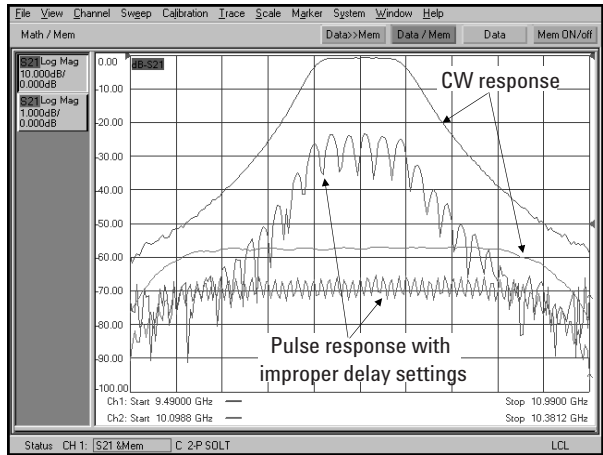 File View Channel Sweep Calibration Trace Scale Marker System Window Help
Math / Mem Data>>Mem Data / Mem Data Mem ON/off
S21 Log Mag
10.000dB/
0.000dB
S21 Log Mag
1.000dB/
0.000dB
0.00
dB-S21
-10.00
-20.00
-30.00
-40.00
-50.00
-60.00
-70.00
-80.00
-90.00
-100.00
CW response
Pulse response with
improper delay settings
Ch1: Start 9.49000 GHz Stop 10.9900 GHz
Ch2: Start 10.0988 GHz Stop 10.3812 GHz
Status CH 1: S21 &Mem C 2-P SOLT LCL